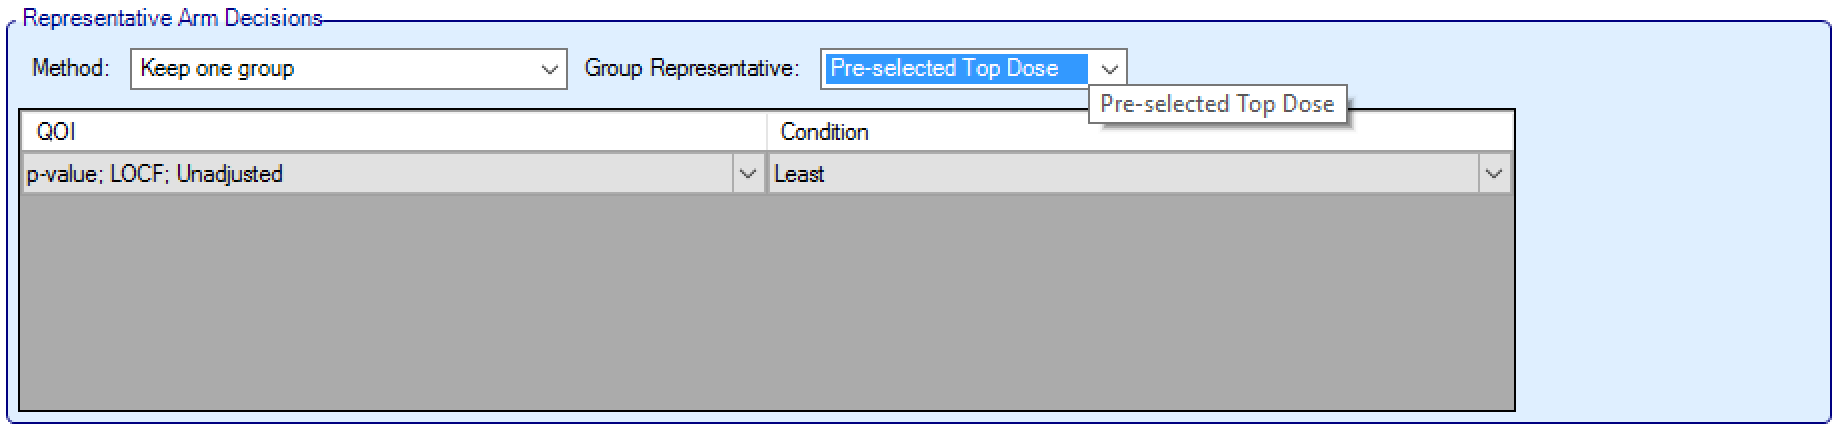 Representative Arm Decisions
Method: Keep one group Group Representative: Pre-selected Top Dose
Pre-selected Top Dose
QOI Condition
p-value; LOCF; Unadjusted Least